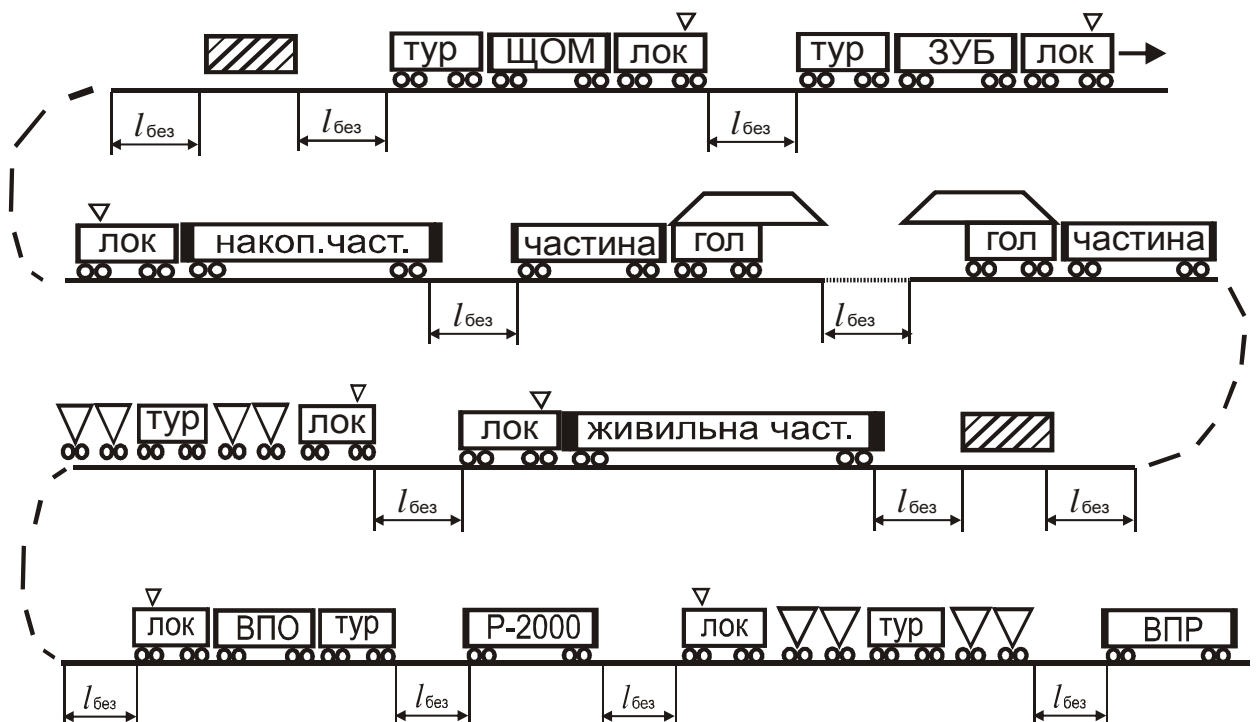 тур ЩОМ лок тур ЗУБ лок
lбез lбез lбез
лок накоп.част. частина гол гол частина
lбез lбез
тур лок лок живильна част.
lбез lбез lбез
лок ВПО тур Р-2000 лок тур ВПР
lбез lбез lбез lбез